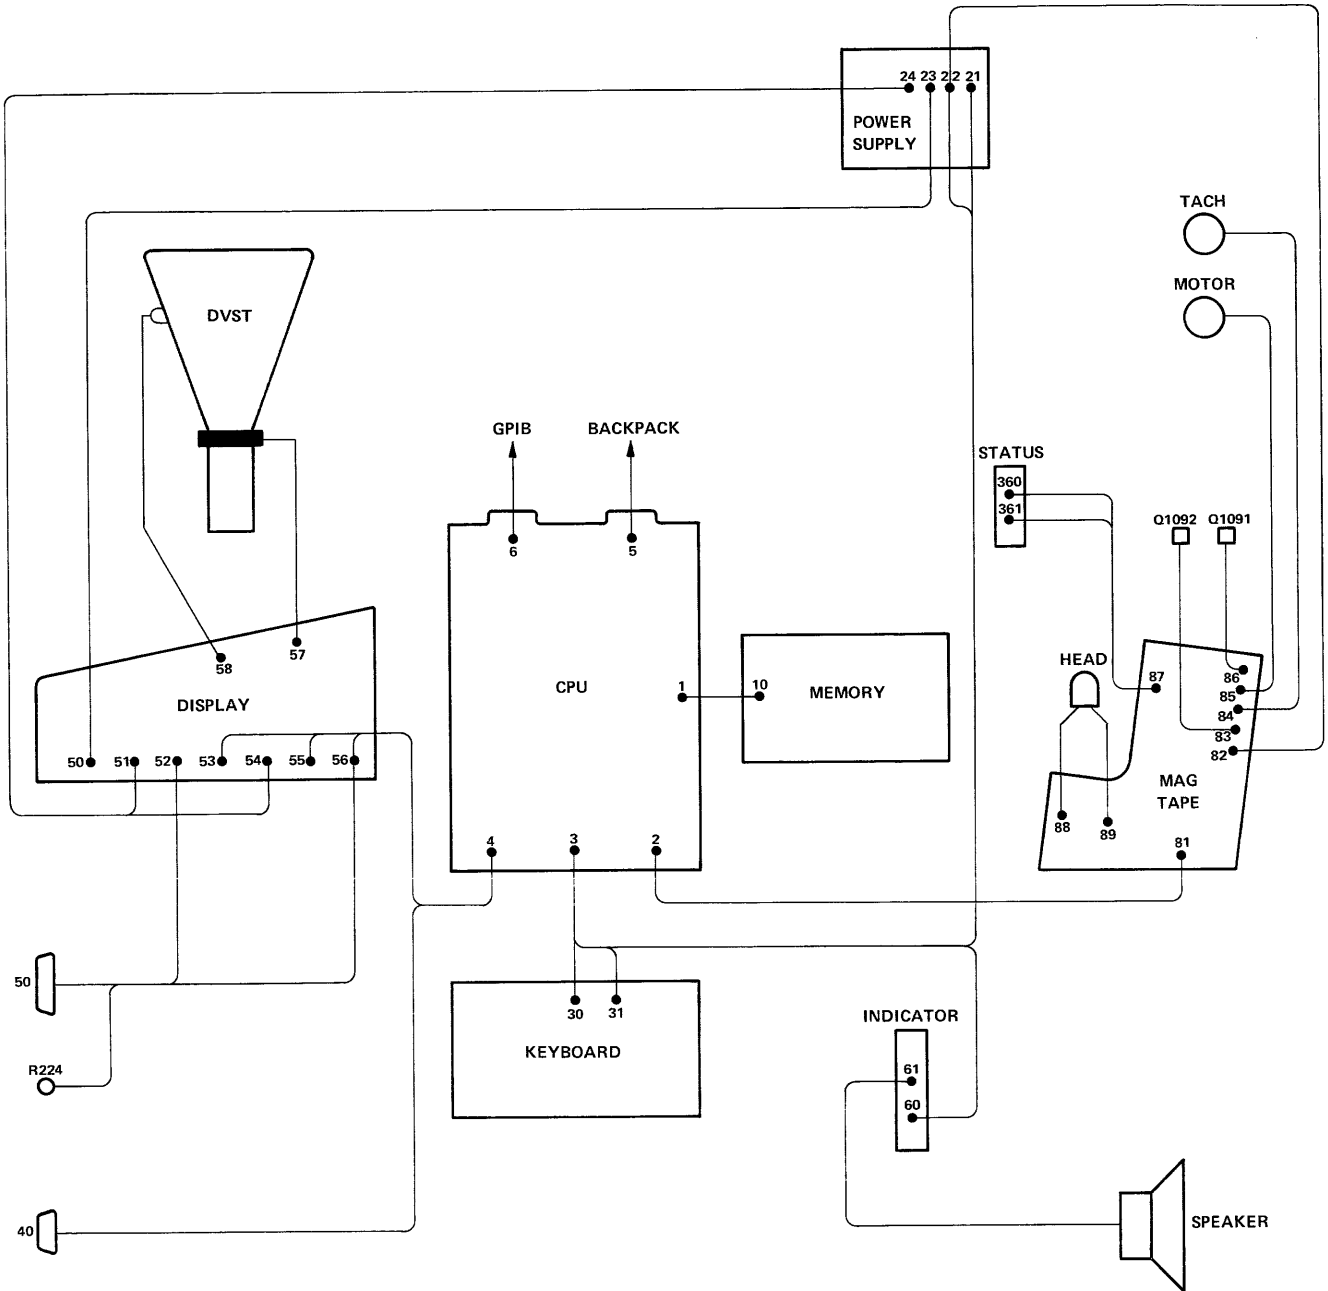 24 23 22 21
POWER
SUPPLY
TACH
MOTOR
DVST
GPIB
BACKPACK
STATUS
360
361
Q1092 Q1091
6
5
58
57
DISPLAY
50 51 52 53 54 55 56
CPU
1
10
MEMORY
HEAD
87
86
85
84
83
82
MAG
TAPE
88
89
81
4
3
2
50
30
31
KEYBOARD
INDICATOR
61
60
R224
40
SPEAKER